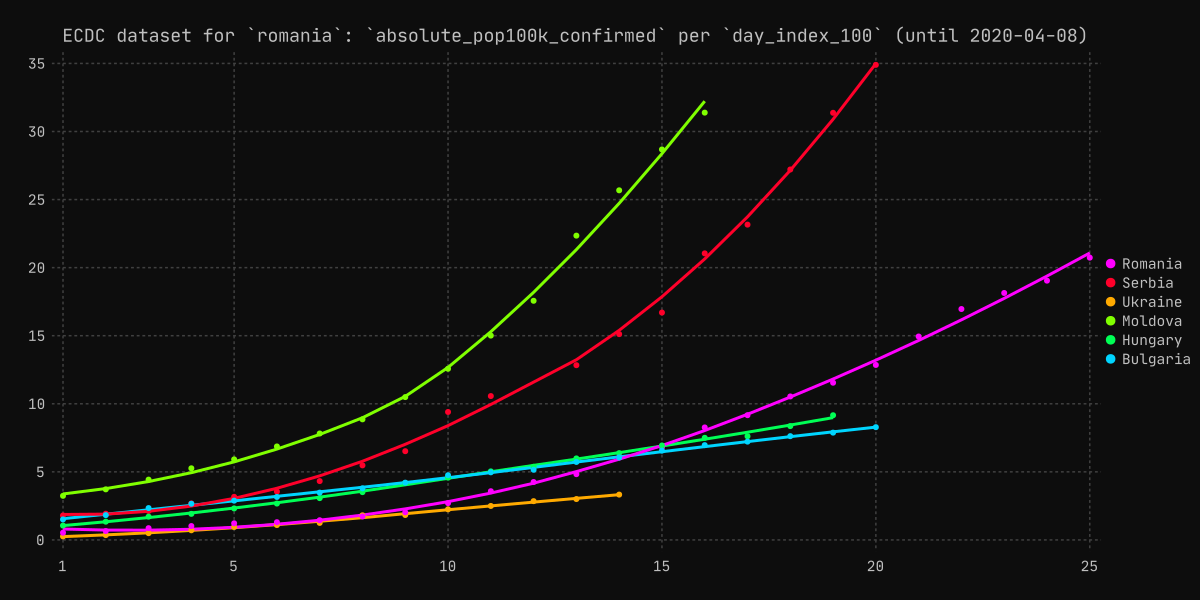 ECDC dataset for `romania`: `absolute_pop100k_confirmed` per `day_index_100` (until 2020-04-08)
35
30
25
20
15
10
5
0
1 5 10 15 20 25
Romania
Serbia
Ukraine
Moldova
Hungary
Bulgaria